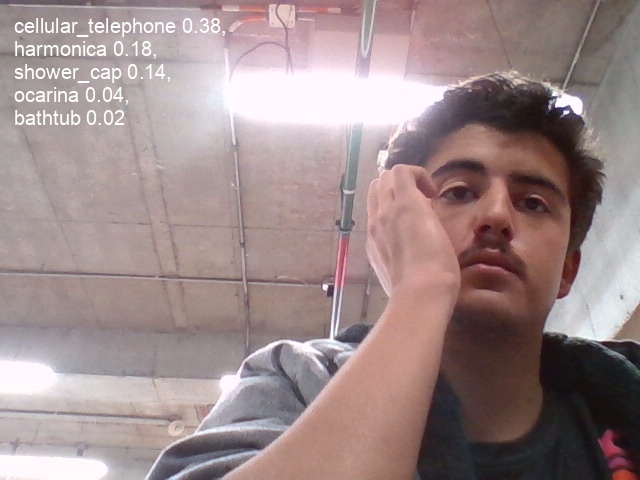 cellular_telephone 0.38,
harmonica 0.18,
shower_cap 0.14,
ocarina 0.04,
bathtub 0.02